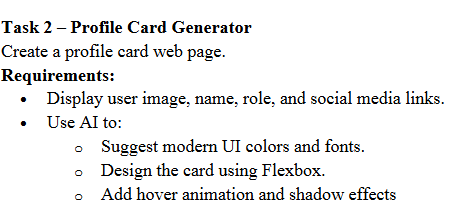 Task 2 – Profile Card Generator
Create a profile card web page.
Requirements:
• Display user image, name, role, and social media links.
• Use AI to:
o Suggest modern UI colors and fonts.
o Design the card using Flexbox.
o Add hover animation and shadow effects